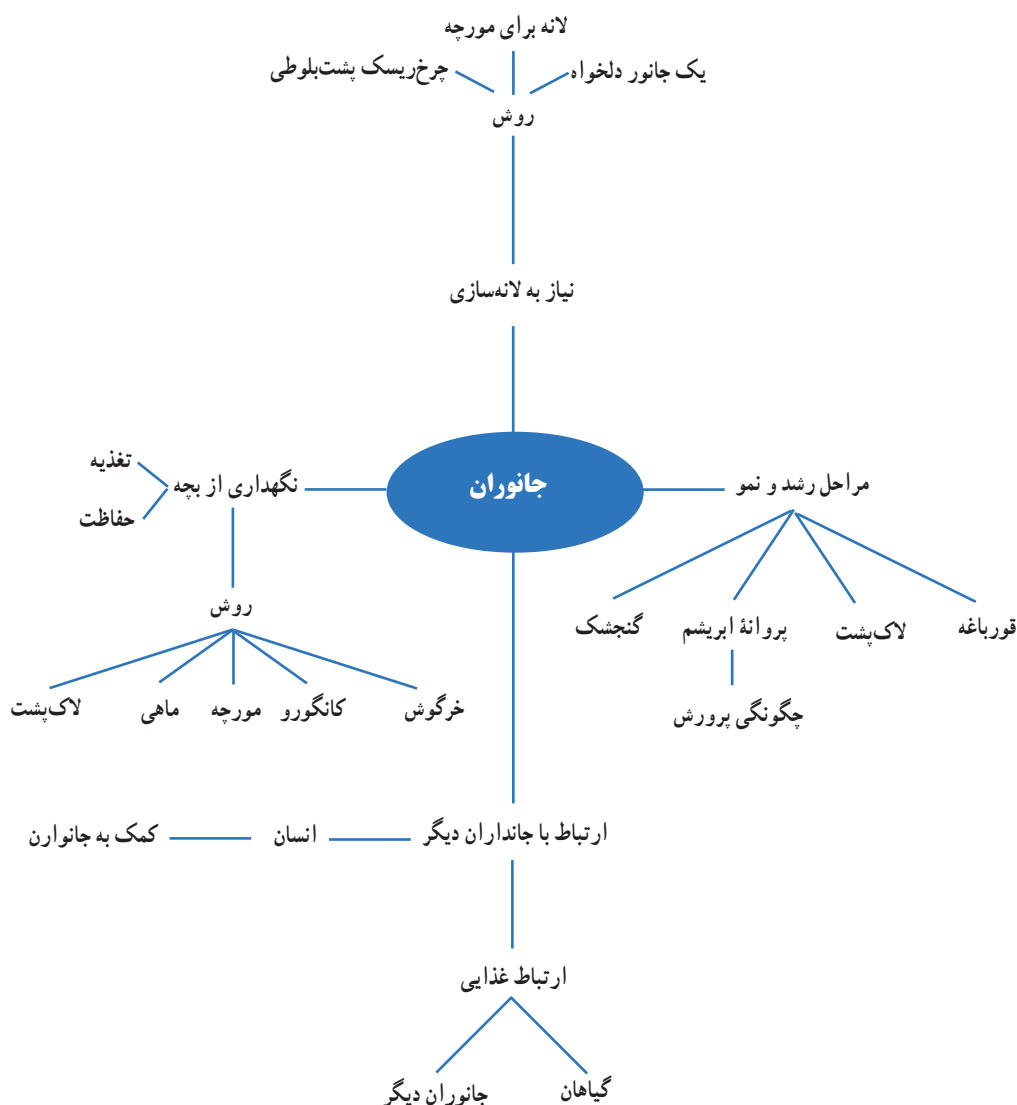 لانه برای مورچه
یک جانور دلخواه
چرخ‌ریسک پشت‌بلوطی
روش
نیاز به لانه‌سازی
جانوران
مراحل رشد و نمو
قورباغه
لاک‌پشت
پروانهٔ ابریشم
گنجشک
چگونگی پرورش
نگهداری از بچه
تغذیه
حفاظت
روش
خرگوش
کانگورو
مورچه
ماهی
لاک‌پشت
ارتباط با جانداران دیگر
انسان
کمک به جانوارن
ارتباط غذایی
گیاهان
جانوران دیگر